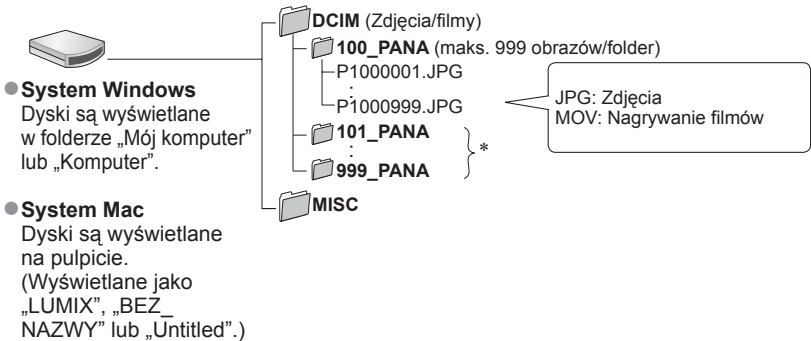 ● System Windows
Dyski są wyświetlane
w folderze „Mój komputer”
lub „Komputer”.
● System Mac
Dyski są wyświetlane
na pulpicie.
(Wyświetlane jako
„LUMIX”, „BEZ_
NAZWY” lub „Untitled”.)
DCIM (Zdjęcia/filmy)
100_PANA (maks. 999 obrazów/folder)
P1000001.JPG
:
P1000999.JPG
101_PANA
:
999_PANA
*
MISC
JPG: Zdjęcia
MOV: Nagrywanie filmów